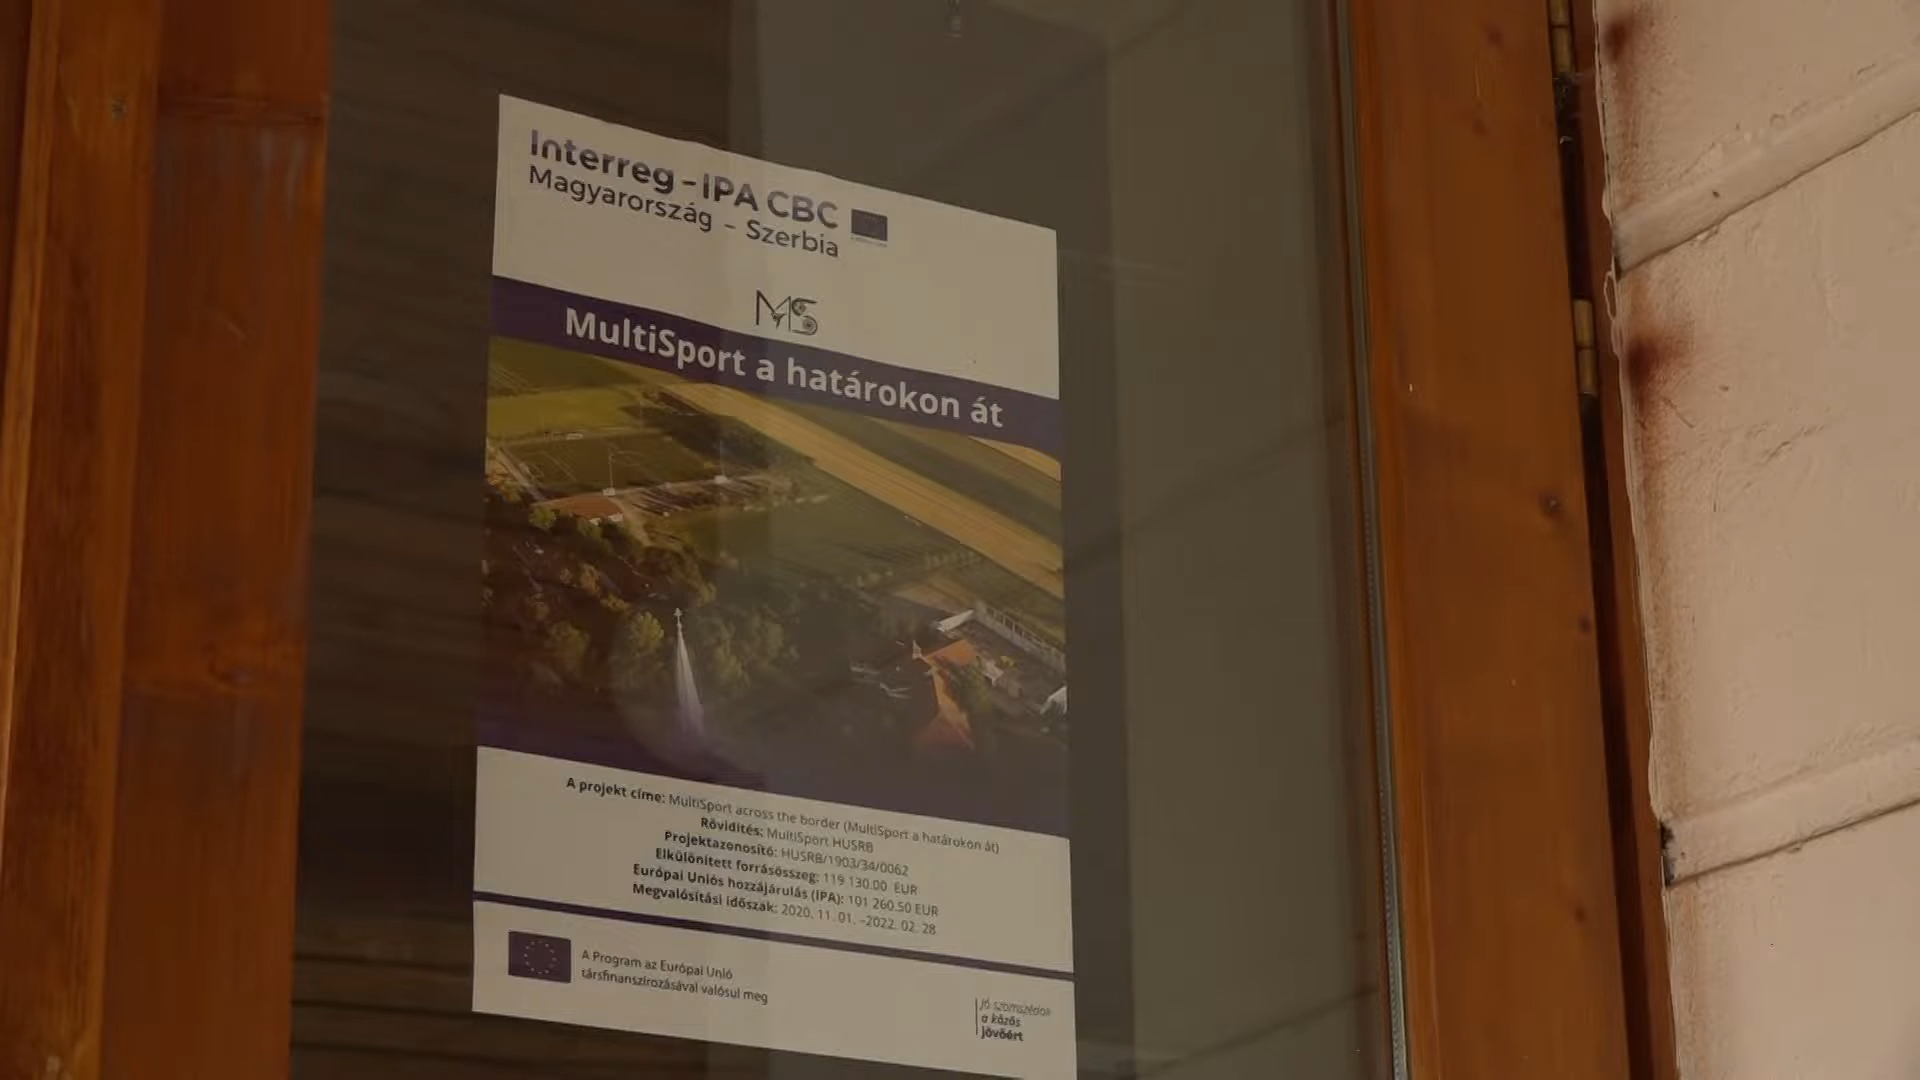 Interreg - IPA CBC
Magyarország - Szerbia
MS
MultiSport a határokon át
A projekt címe: MultiSport across the border (MultiSport a határokon át)
Rövidítés: MultiSport HUSRB
Projektazonosító: HUSRB/1903/34/0062
Elkülönített forrásösszeg: 119 130.00 EUR
Európai Uniós hozzájárulás (IPA): 101 260.50 EUR
Megvalósítási időszak: 2020. 11. 01. –2022. 02. 28
A Program az Európai Unió
társfinanszírozásával valósul meg
Jó szomszédok
a közös
jövőért